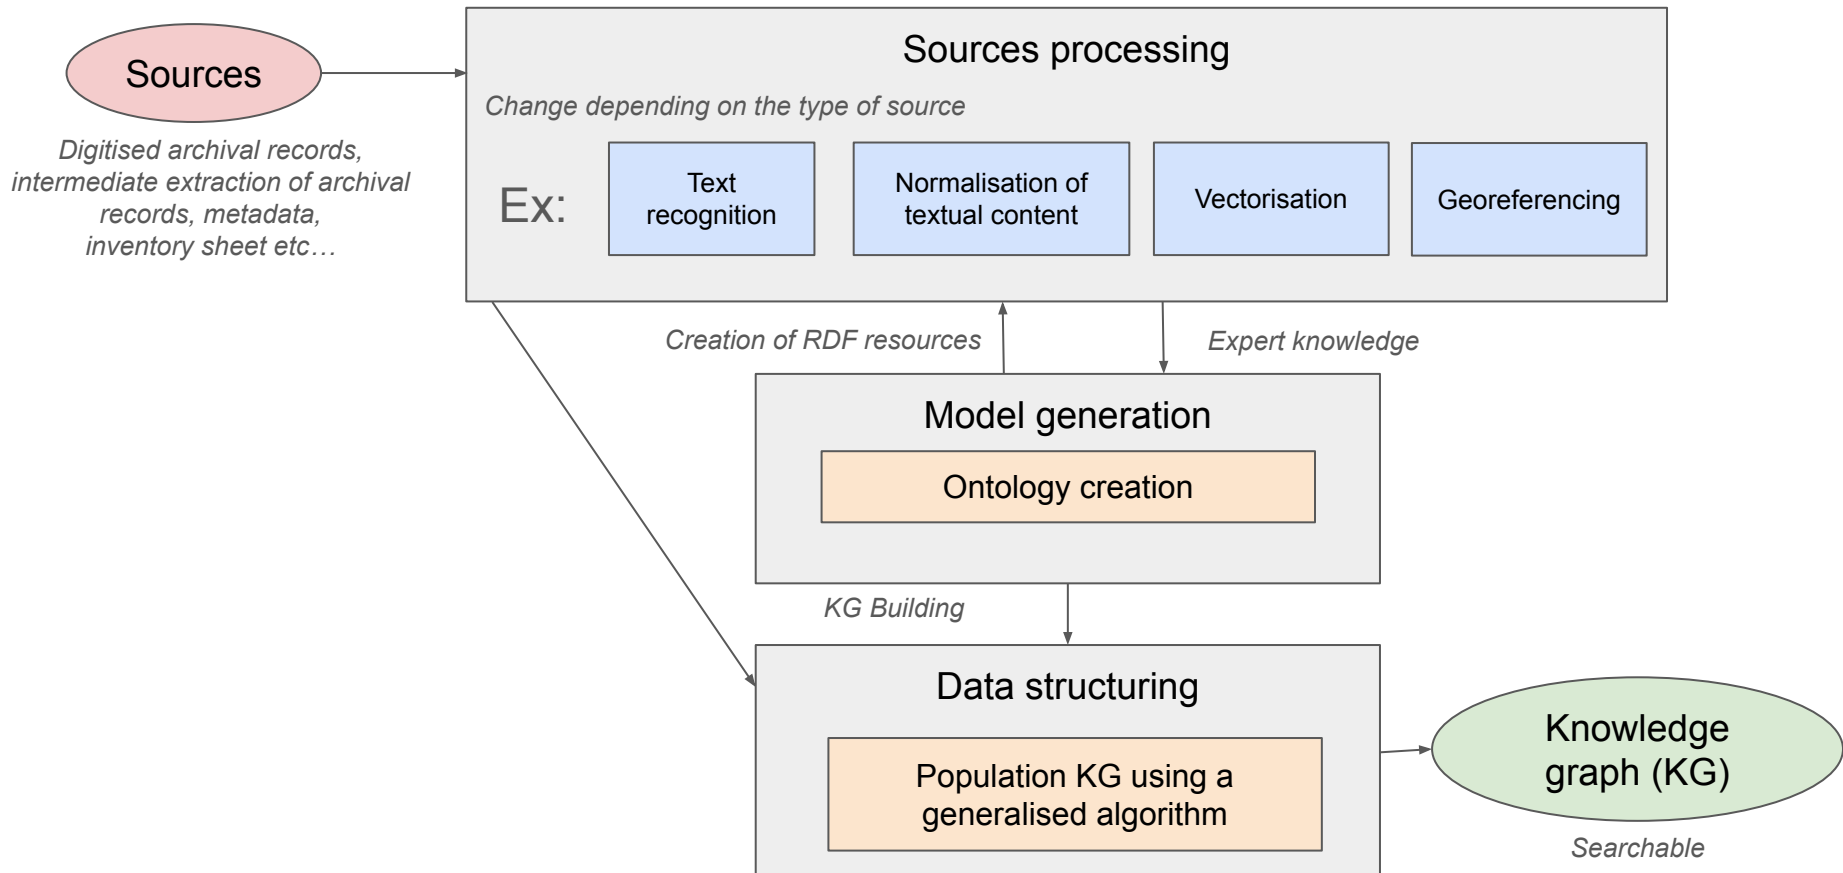 Sources
Digitised archival records,
intermediate extraction of archival
records, metadata,
inventory sheet etc…
Sources processing
Change depending on the type of source
Ex:
Text
recognition
Normalisation of
textual content
Vectorisation
Georeferencing
Creation of RDF resources
Expert knowledge
Model generation
Ontology creation
KG Building
Data structuring
Population KG using a
generalised algorithm
Knowledge
graph (KG)
Searchable